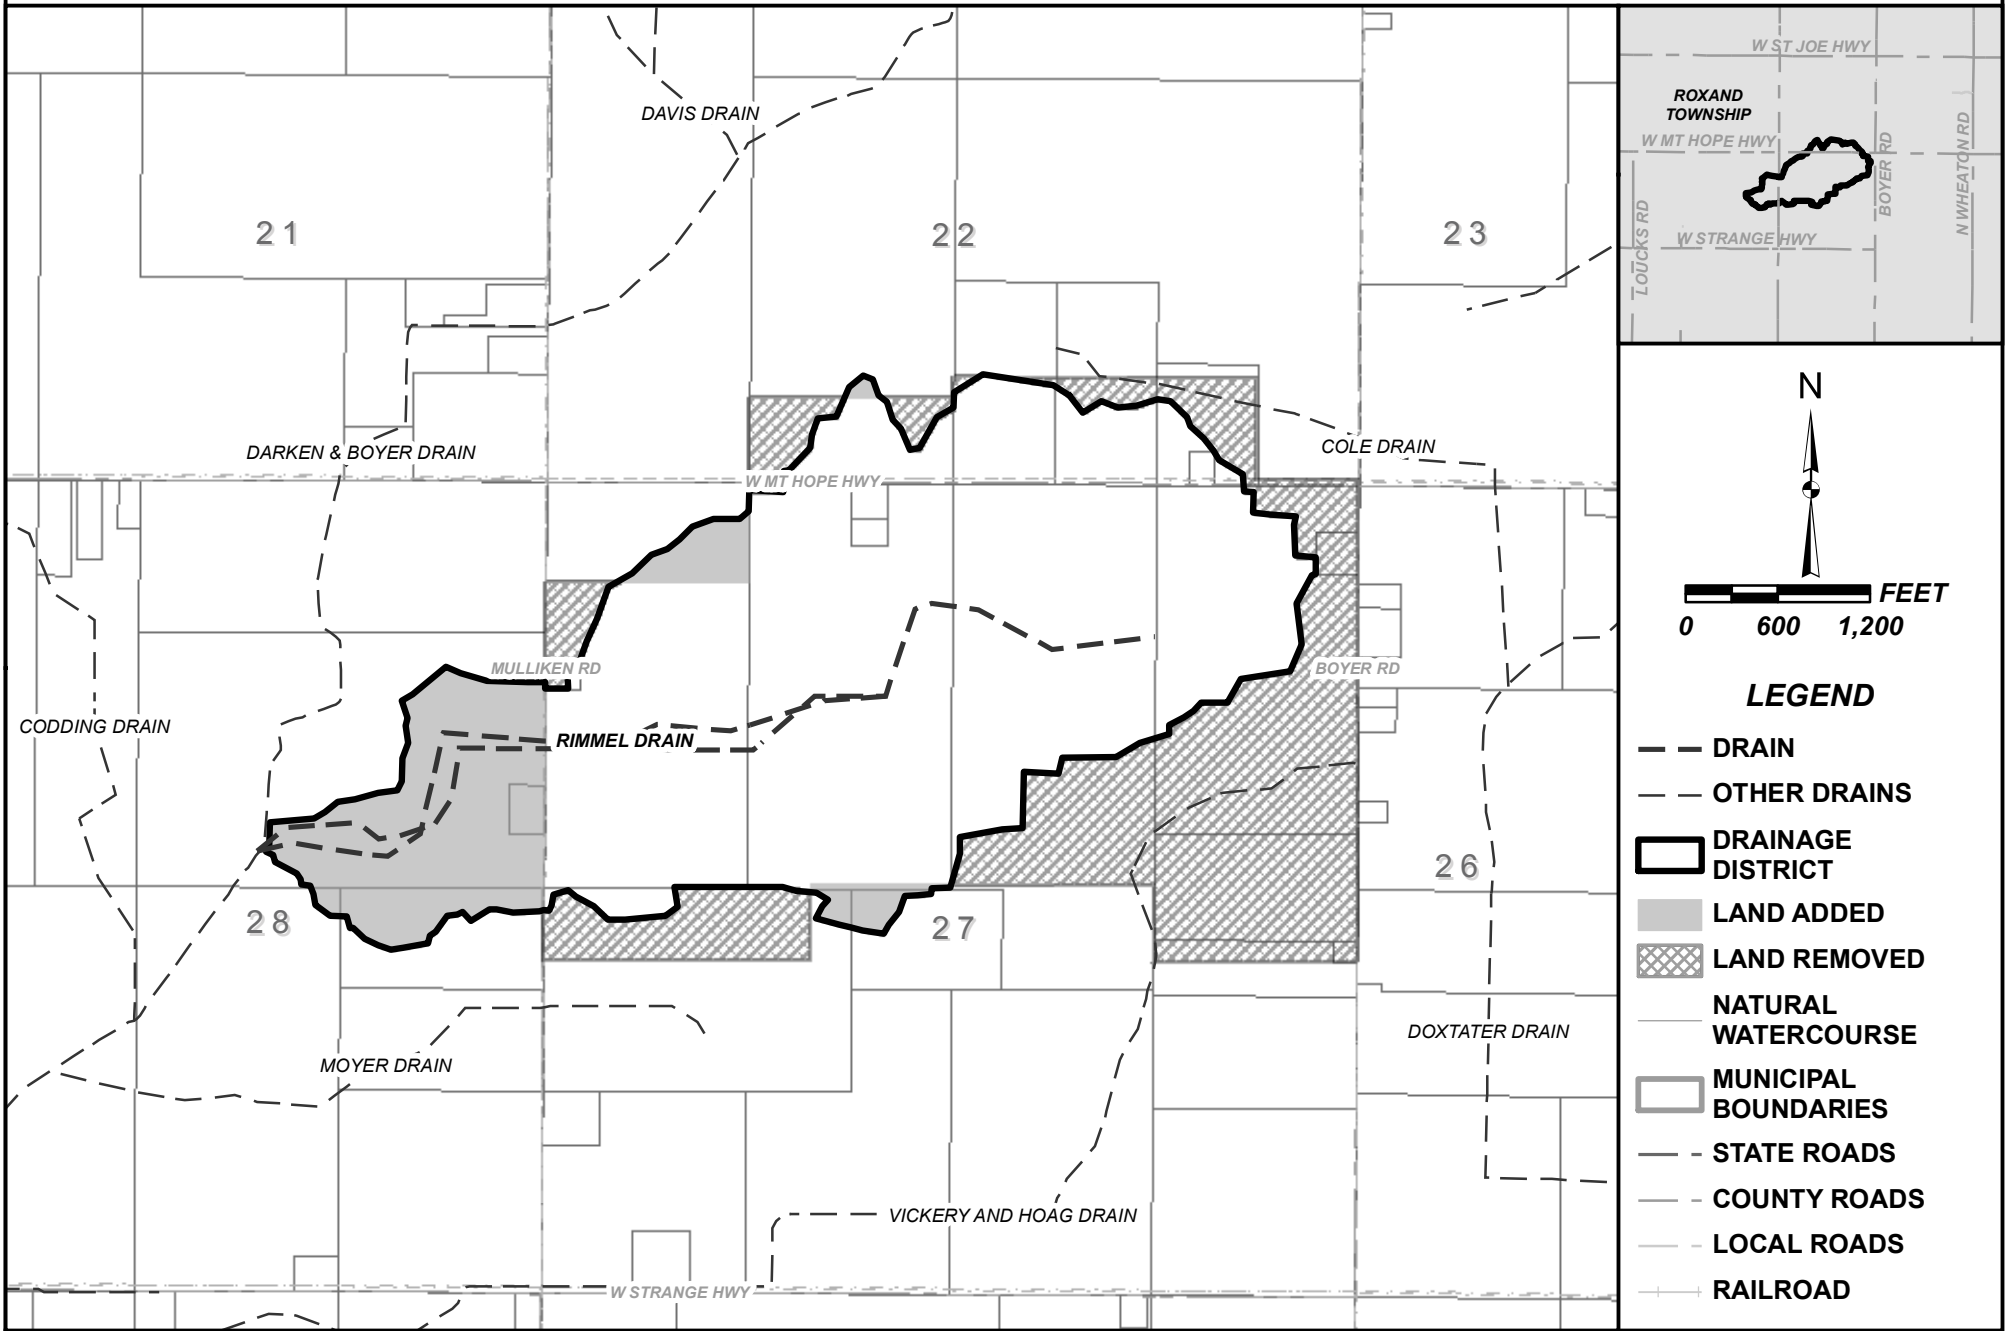 DAVIS DRAIN
21
22
23
DARKEN & BOYER DRAIN
COLE DRAIN
W MT HOPE HWY
MULLIKEN RD
BOYER RD
CODDING DRAIN
RIMMEL DRAIN
26
28
27
DOXTATER DRAIN
MOYER DRAIN
VICKERY AND HOAG DRAIN
W STRANGE HWY
W ST JOE HWY
ROXAND
TOWNSHIP
W MT HOPE HWY
BOYER RD
N WHEATON RD
LOUCKS RD
W STRANGE HWY
N
FEET
0 600 1,200
LEGEND
DRAIN
OTHER DRAINS
DRAINAGE
DISTRICT
LAND ADDED
LAND REMOVED
NATURAL
WATERCOURSE
MUNICIPAL
BOUNDARIES
STATE ROADS
COUNTY ROADS
LOCAL ROADS
RAILROAD